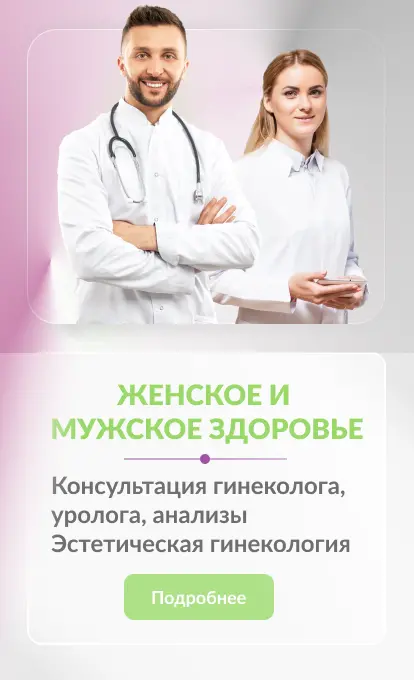 ЖЕНСКОЕ И
МУЖСКОЕ ЗДОРОВЬЕ
Консультация гинеколога,
уролога, анализы
Эстетическая гинекология
Подробнее